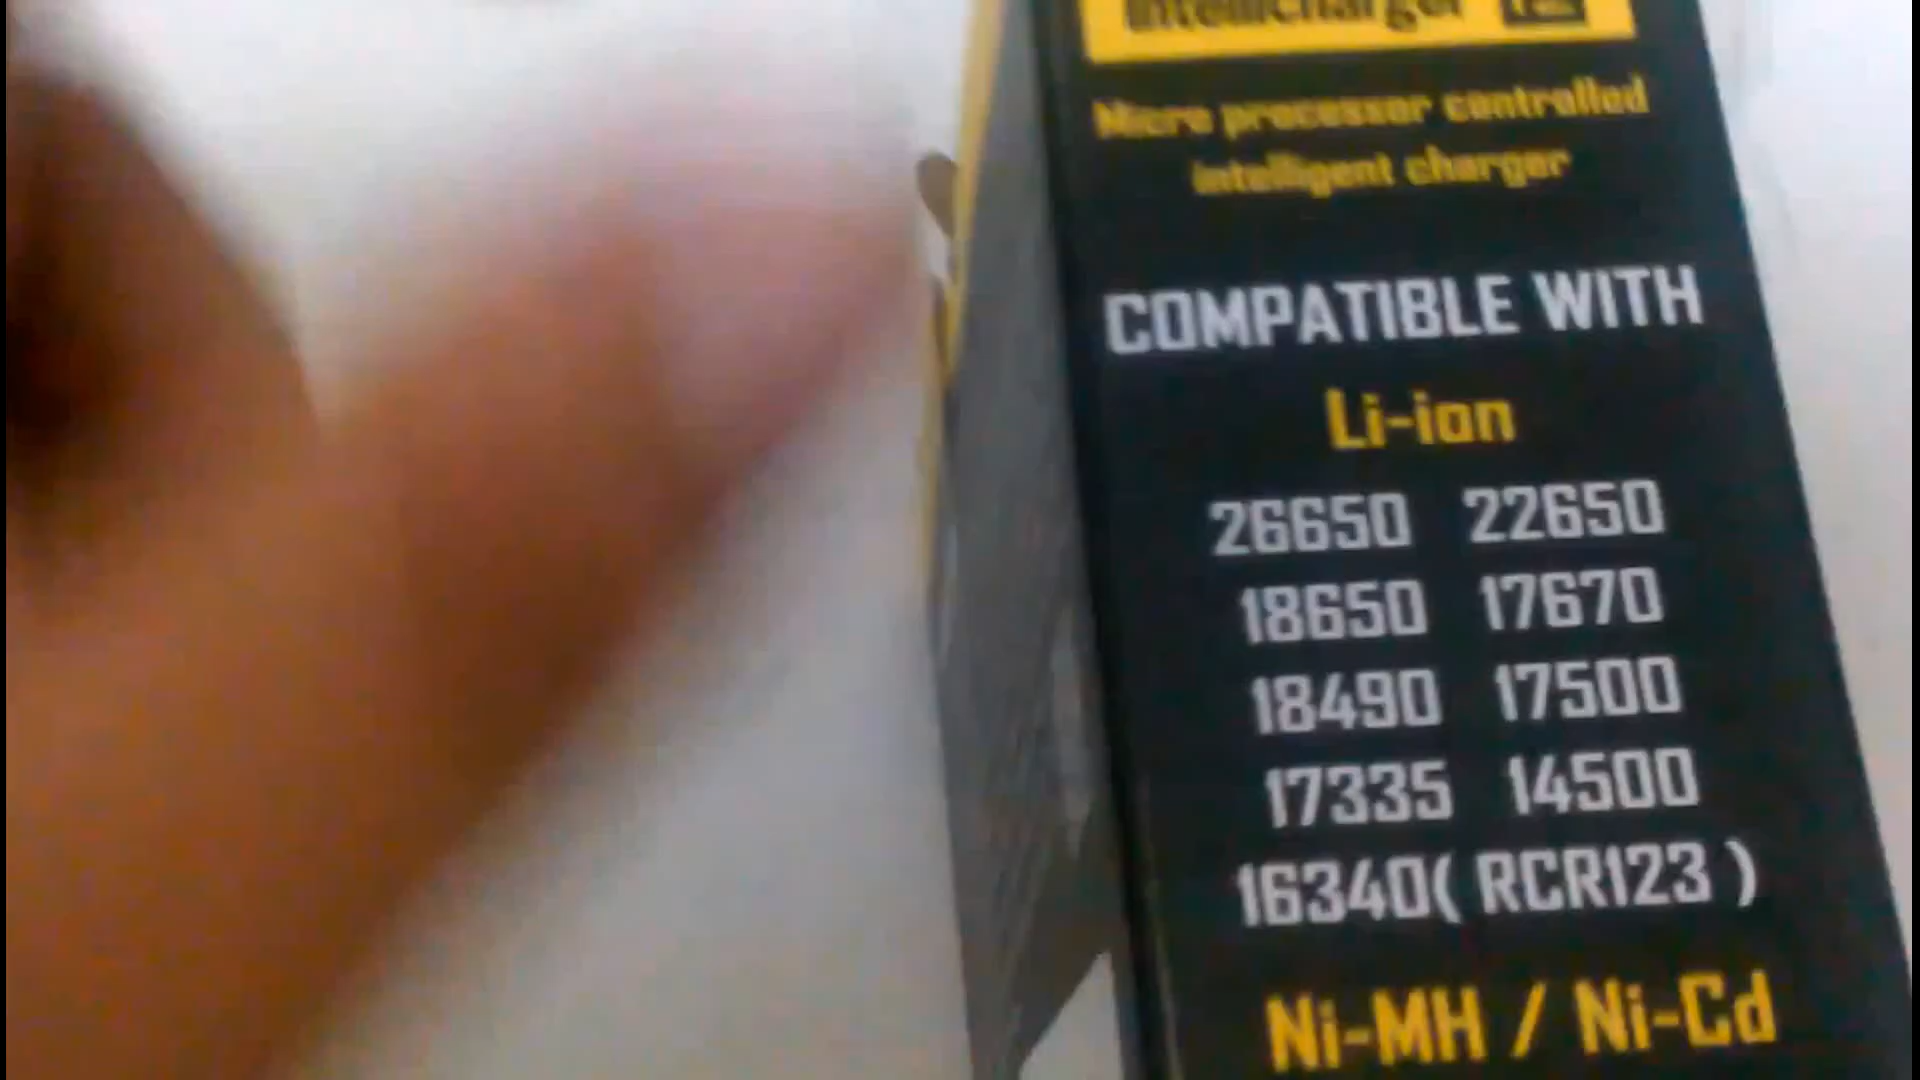 Intellicharger
Micro processor controlled
intelligent charger
COMPATIBLE WITH
Li-ion
26650 22650
18650 17670
18490 17500
17335 14500
16340( RCR123 )
Ni-MH / Ni-Cd